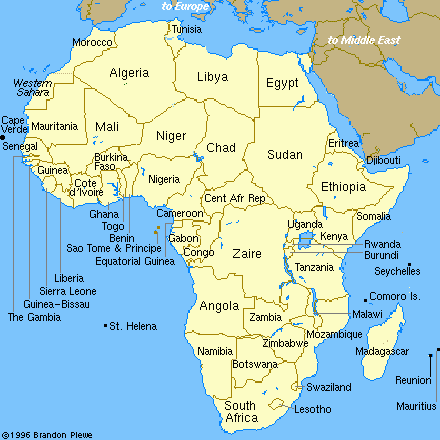 to Europe
to Middle East
Tunisia
Morocco
Algeria
Libya
Egypt
Western
Sahara
Cape
Verde
Mauritania
Mali
Niger
Chad
Sudan
Eritrea
Senegal
Djibouti
Guinea
Burkina
Faso
Nigeria
Cote
d'Ivoire
Ethiopia
Cent Afr Rep
Ghana
Togo
Benin
Cameroon
Somalia
Uganda
Kenya
Sao Tome & Principe
Gabon
Equatorial Guinea
Congo
Zaire
Rwanda
Burundi
Liberia
Sierra Leone
Guinea-Bissau
The Gambia
Tanzania
Seychelles
Comoro Is.
St. Helena
Angola
Zambia
Malawi
Mozambique
Namibia
Zimbabwe
Botswana
Madagascar
Reunion
Mauritius
Swaziland
South
Africa
Lesotho
©1996 Brandon Plewe